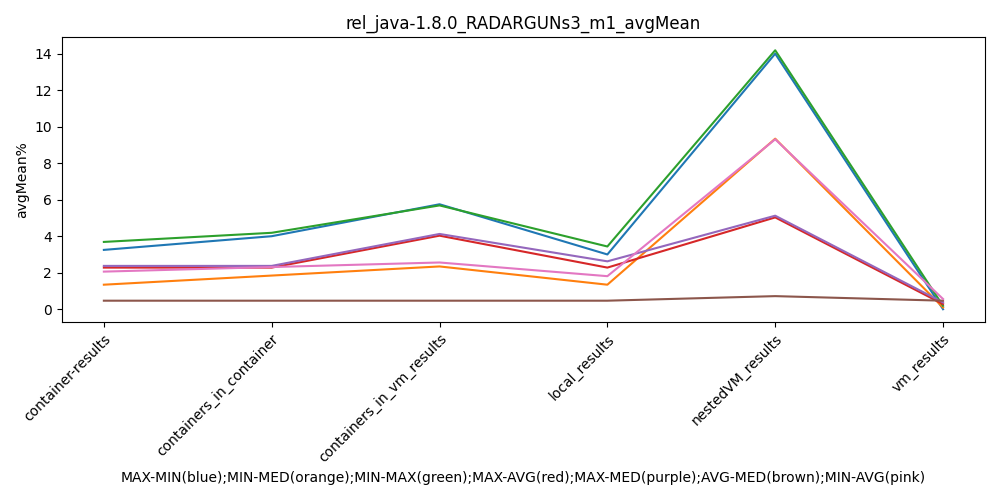 rel_java-1.8.0_RADARGUNs3_m1_avgMean
avgMean%
14
12
10
8
6
4
2
0
container-results
containers_in_container
containers_in_vm_results
local_results
nestedVM_results
vm_results
MAX-MIN(blue);MIN-MED(orange);MIN-MAX(green);MAX-AVG(red);MAX-MED(purple);AVG-MED(brown);MIN-AVG(pink)